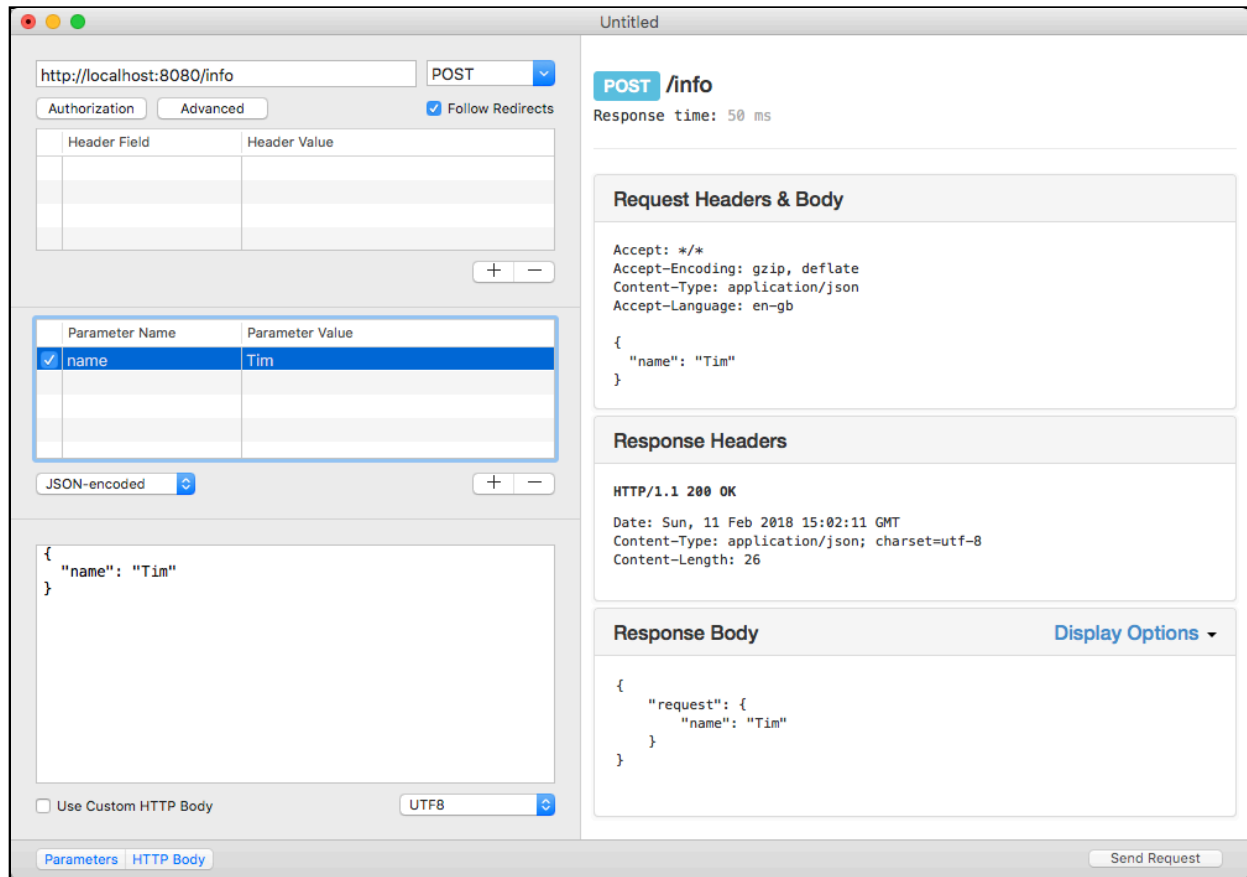 Untitled
http://localhost:8080/info POST
Authorization Advanced Follow Redirects
Header Field Header Value
+ −
Parameter Name Parameter Value
name Tim
JSON-encoded + −
{
  "name": "Tim"
}
Use Custom HTTP Body UTF8
Parameters HTTP Body
POST /info
Response time: 50 ms
Request Headers & Body
Accept: */*
Accept-Encoding: gzip, deflate
Content-Type: application/json
Accept-Language: en-gb
{
  "name": "Tim"
}
Response Headers
HTTP/1.1 200 OK
Date: Sun, 11 Feb 2018 15:02:11 GMT
Content-Type: application/json; charset=utf-8
Content-Length: 26
Response Body Display Options
{
    "request": {
        "name": "Tim"
    }
}
Send Request